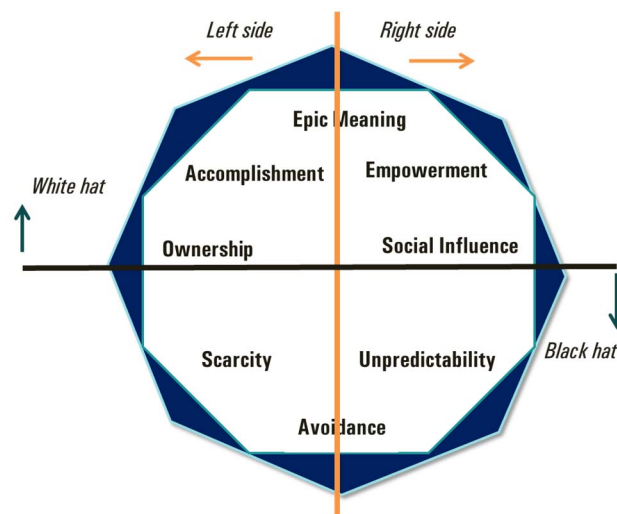 Left side
Right side
Epic Meaning
Accomplishment
Empowerment
White hat
Ownership
Social Influence
Scarcity
Unpredictability
Black hat
Avoidance